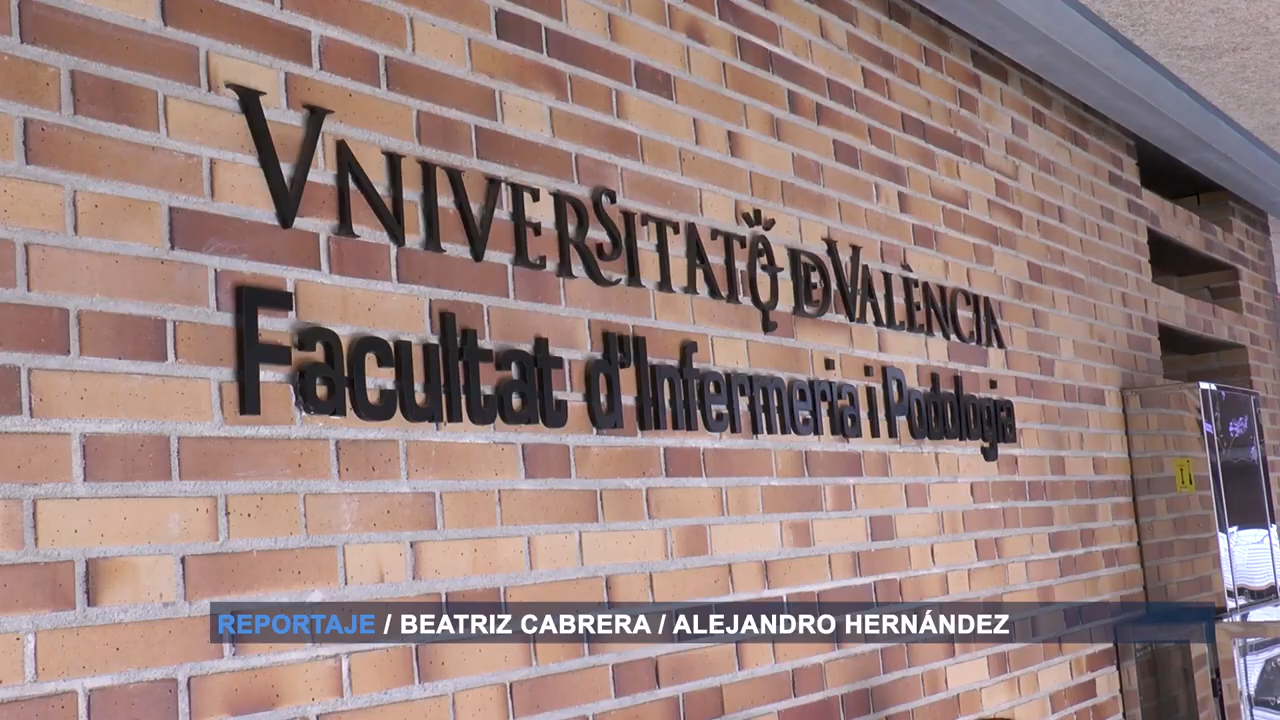 VNIVERSITAT DE VALÈNCIA
Facultat d'Infermeria i Podologia
REPORTAJE / BEATRIZ CABRERA / ALEJANDRO HERNÁNDEZ